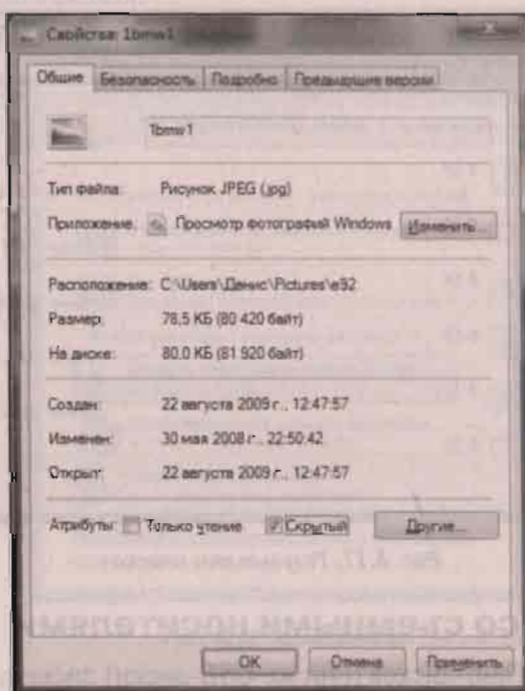 Свойства: 1bmw1
Общие Безопасность Подробно Предыдущие версии
1bmw1
Тип файла: Рисунок JPEG (.jpg)
Приложение: Просмотр фотографий Windows Изменить...
Расположение: C:\Users\Денис\Pictures\e92
Размер: 78,5 КБ (80 420 байт)
На диске: 80,0 КБ (81 920 байт)
Создан: 22 августа 2009 г., 12:47:57
Изменен: 30 мая 2008 г., 22:50:42
Открыт: 22 августа 2009 г., 12:47:57
Атрибуты: Только чтение Скрытый Другие...
ОК Отмена Применить